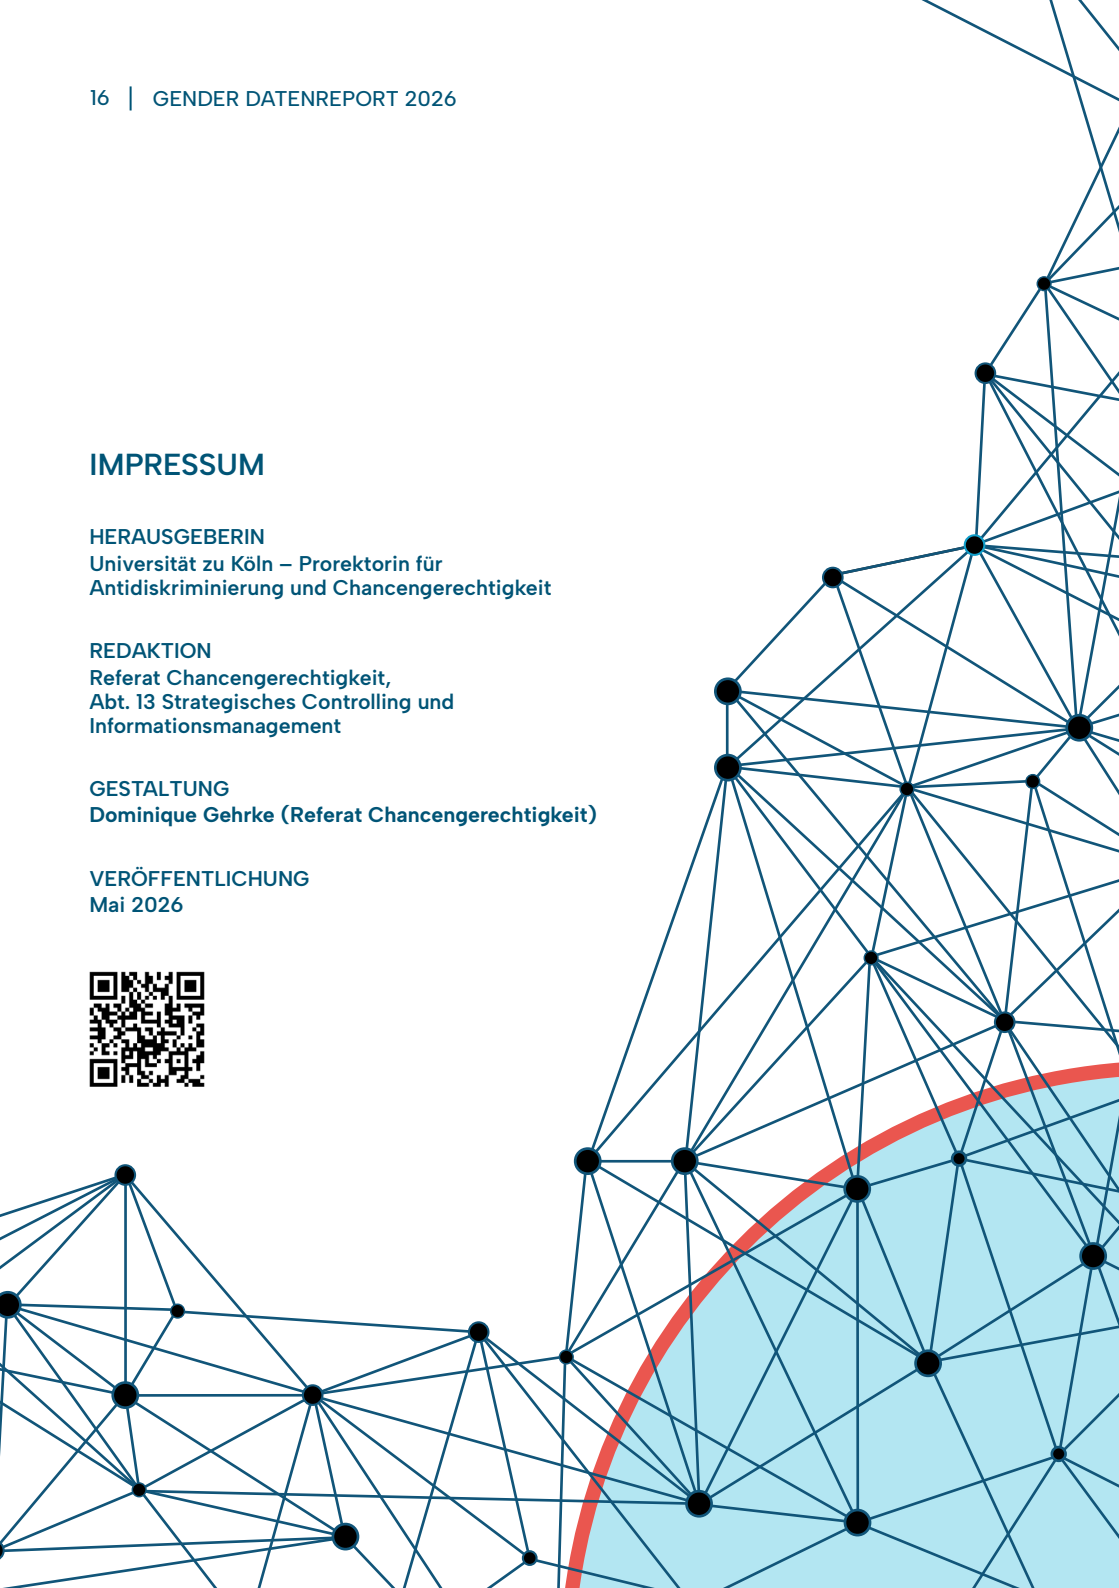 16 | GENDER DATENREPORT 2026
IMPRESSUM
HERAUSGEBERIN
Universität zu Köln – Prorektorin für
Antidiskriminierung und Chancengerechtigkeit
REDAKTION
Referat Chancengerechtigkeit,
Abt. 13 Strategisches Controlling und
Informationsmanagement
GESTALTUNG
Dominique Gehrke (Referat Chancengerechtigkeit)
VERÖFFENTLICHUNG
Mai 2026